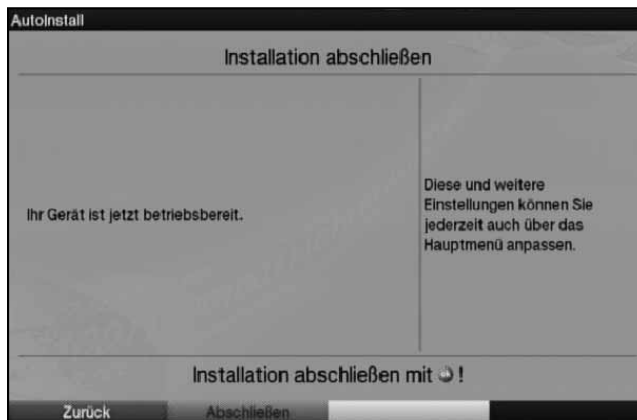 AutoInstall
Installation abschließen
Ihr Gerät ist jetzt betriebsbereit.
Diese und weitere
Einstellungen können Sie
jederzeit auch über das
Hauptmenü anpassen.
Installation abschließen mit !
Zurück
Abschließen